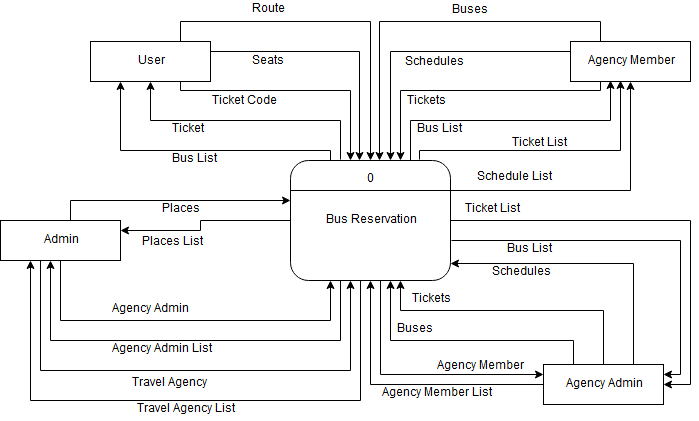 Route
Buses
User
Seats
Schedules
Agency Member
Ticket Code
Tickets
Ticket
Bus List
Ticket List
Bus List
0
Schedule List
Places
Ticket List
Bus Reservation
Admin
Places List
Bus List
Schedules
Agency Admin
Tickets
Buses
Agency Admin List
Agency Member
Travel Agency
Agency Admin
Agency Member List
Travel Agency List